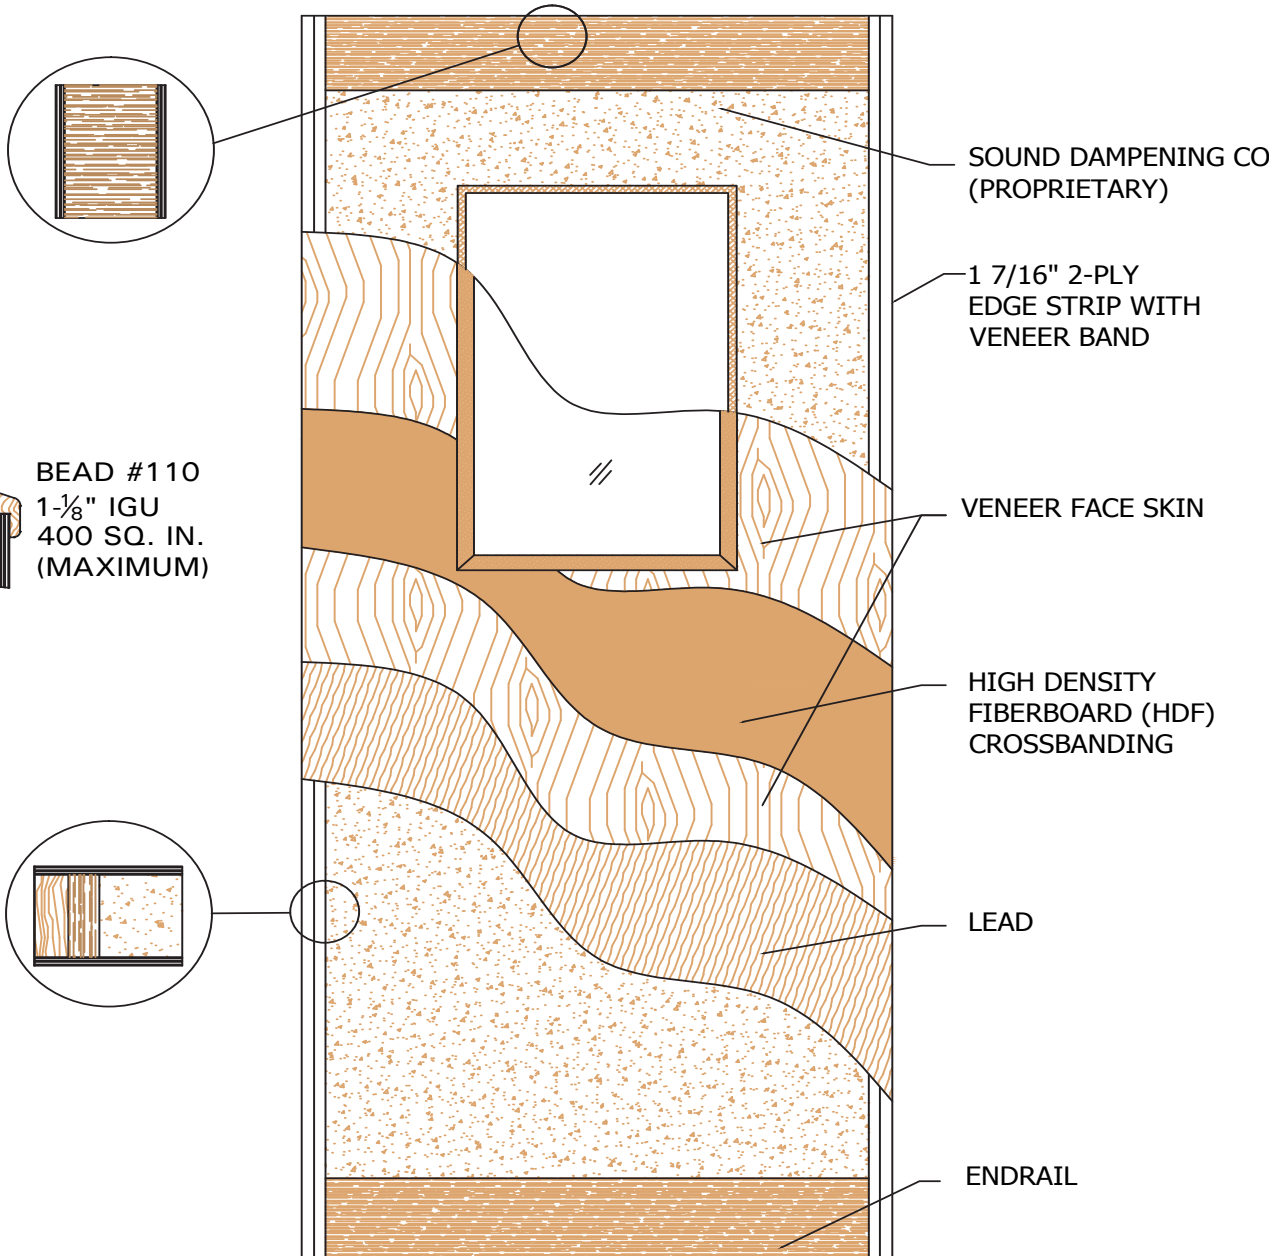 SOUND DAMPENING CO
(PROPRIETARY)
1 7/16" 2-PLY
EDGE STRIP WITH
VENEER BAND
BEAD #110
1-⅛" IGU
400 SQ. IN.
(MAXIMUM)
VENEER FACE SKIN
HIGH DENSITY
FIBERBOARD (HDF)
CROSSBANDING
LEAD
ENDRAIL